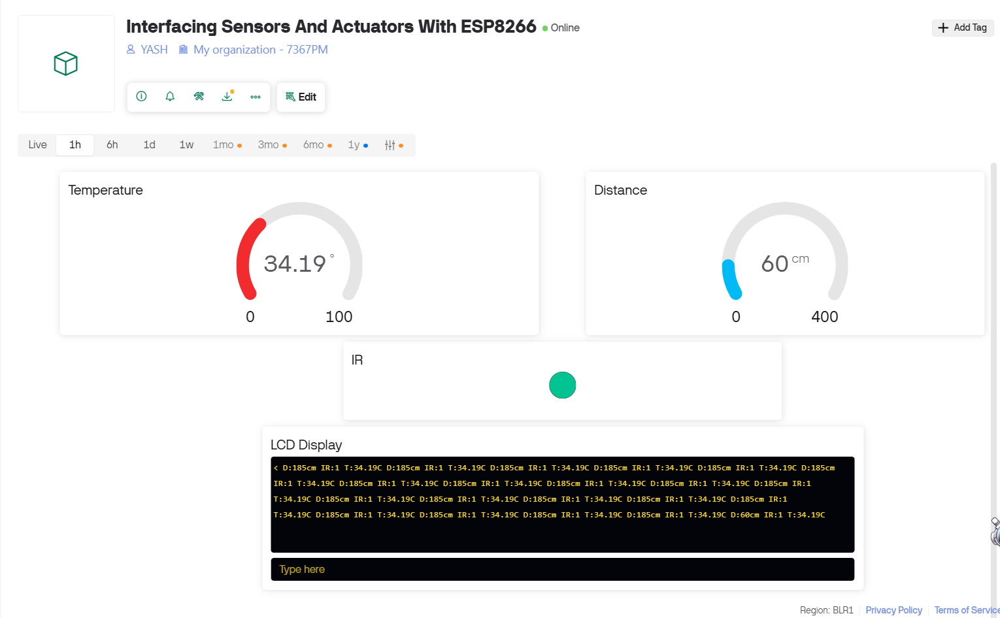 Interfacing Sensors And Actuators With ESP8266 Online
Add Tag
YASH My organization - 7367PM
Edit
Live 1h 6h 1d 1w 1mo 3mo 6mo 1y
Temperature
34.19 °
0 100
Distance
60 cm
0 400
IR
LCD Display
< D:185cm IR:1 T:34.19C D:185cm IR:1 T:34.19C D:185cm IR:1 T:34.19C D:185cm IR:1 T:34.19C D:185cm IR:1 T:34.19C D:185cm
IR:1 T:34.19C D:185cm IR:1 T:34.19C D:185cm IR:1 T:34.19C D:185cm IR:1 T:34.19C D:185cm IR:1 T:34.19C D:185cm IR:1
T:34.19C D:185cm IR:1 T:34.19C D:185cm IR:1 T:34.19C D:185cm IR:1 T:34.19C D:185cm IR:1 T:34.19C D:185cm IR:1
T:34.19C D:185cm IR:1 T:34.19C D:185cm IR:1 T:34.19C D:185cm IR:1 T:34.19C D:185cm IR:1 T:34.19C D:60cm IR:1 T:34.19C
Type here
Region: BLR1 Privacy Policy Terms of Service